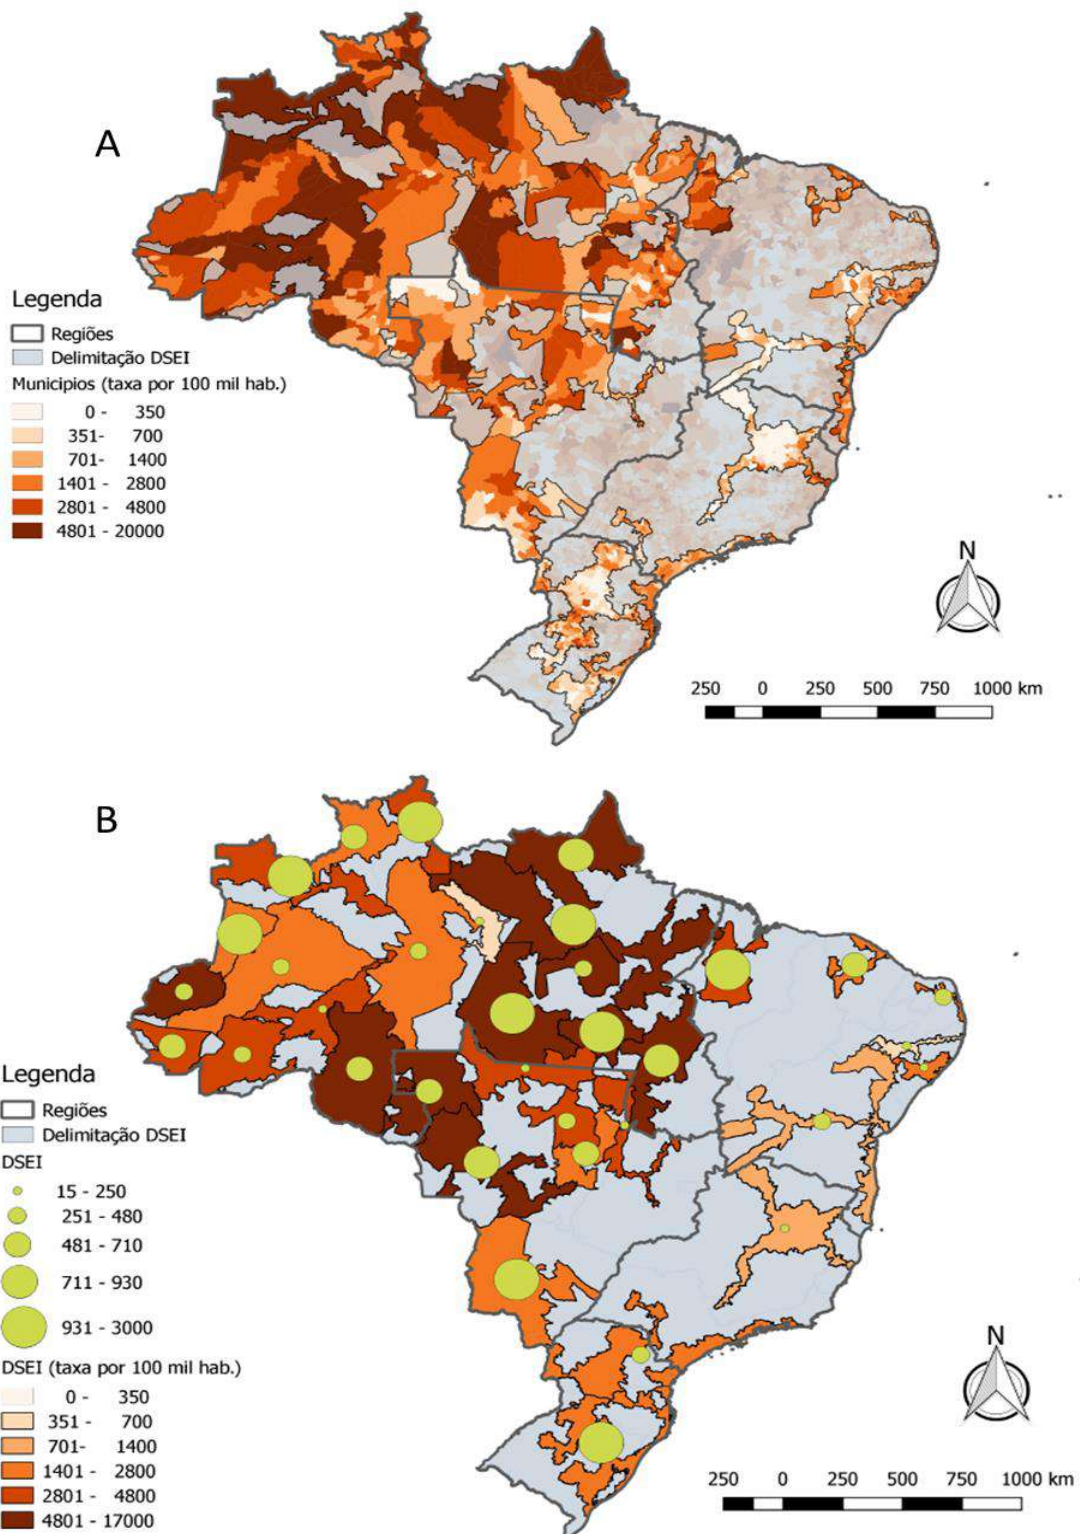 A
Legenda
Regiões
Delimitação DSEI
Municipios (taxa por 100 mil hab.)
0 - 350
351- 700
701- 1400
1401 - 2800
2801 - 4800
4801 - 20000
N
250 0 250 500 750 1000 km
B
Legenda
Regiões
Delimitação DSEI
DSEI
15 - 250
251 - 480
481 - 710
711 - 930
931 - 3000
DSEI (taxa por 100 mil hab.)
0 - 350
351 - 700
701- 1400
1401 - 2800
2801 - 4800
4801 - 17000
N
250 0 250 500 750 1000 km